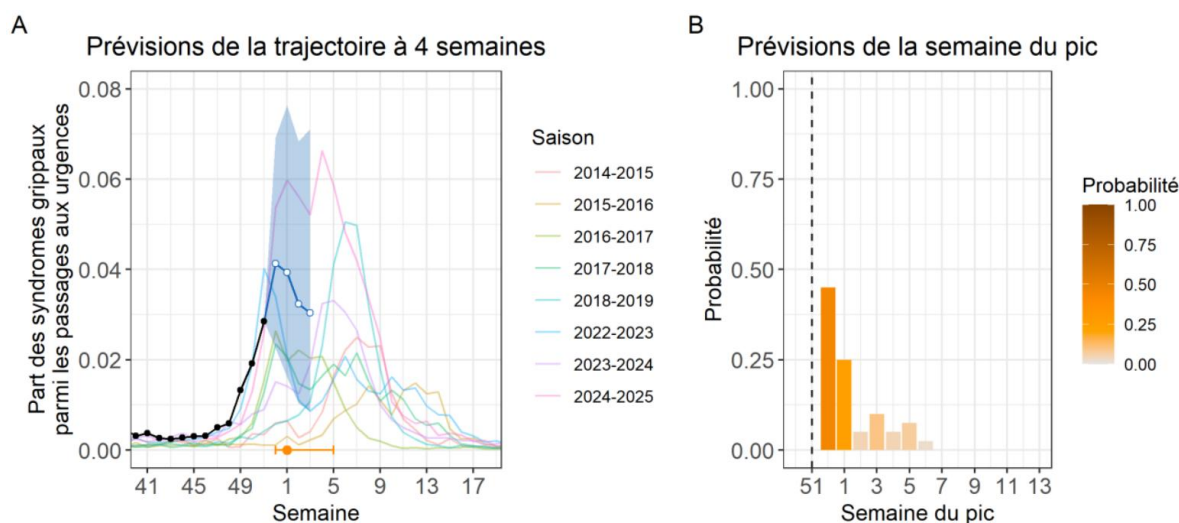 A
Prévisions de la trajectoire à 4 semaines
Part des syndromes grippaux
parmi les passages aux urgences
0.08
0.06
0.04
0.02
0.00
41 45 49 1 5 9 13 17
Semaine
Saison
2014-2015
2015-2016
2016-2017
2017-2018
2018-2019
2022-2023
2023-2024
2024-2025
B
Prévisions de la semaine du pic
Probabilité
1.00
0.75
0.50
0.25
0.00
51 1 3 5 7 9 11 13
Semaine du pic
Probabilité
1.00
0.75
0.50
0.25
0.00